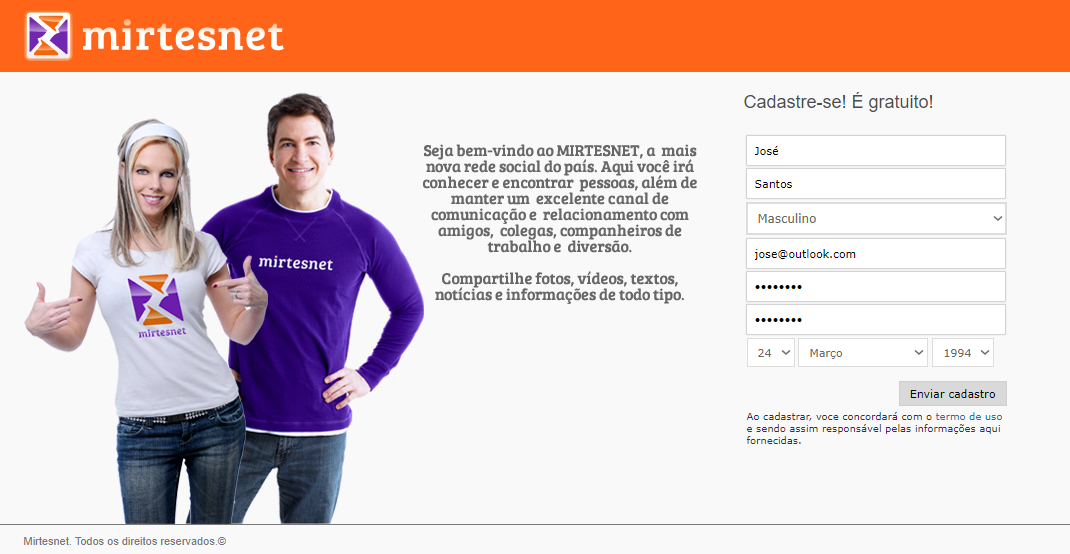 mirtesnet
Cadastre-se! É gratuito!
Seja bem-vindo ao MIRTESNET, a mais
nova rede social do país. Aqui você irá
conhecer e encontrar pessoas, além de
manter um excelente canal de
comunicação e relacionamento com
amigos, colegas, companheiros de
trabalho e diversão.
Compartilhe fotos, vídeos, textos,
notícias e informações de todo tipo.
mirtesnet
mirtesnet
José
Santos
Masculino
jose@outlook.com
••••••••
••••••••
24 Março 1994
Enviar cadastro
Ao cadastrar, voce concordará com o termo de uso
e sendo assim responsável pelas informações aqui
fornecidas.
Mirtesnet. Todos os direitos reservados.©